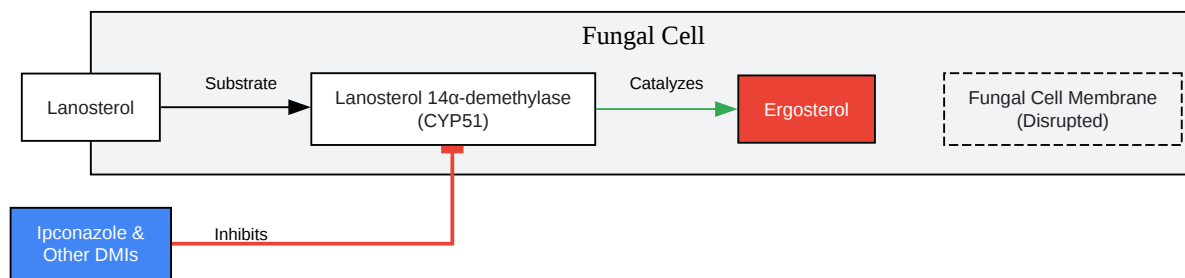 Fungal Cell
Lanosterol
Substrate
Lanosterol 14α-demethylase
(CYP51)
Catalyzes
Ergosterol
Fungal Cell Membrane
(Disrupted)
Ipconazole &
Other DMIs
Inhibits